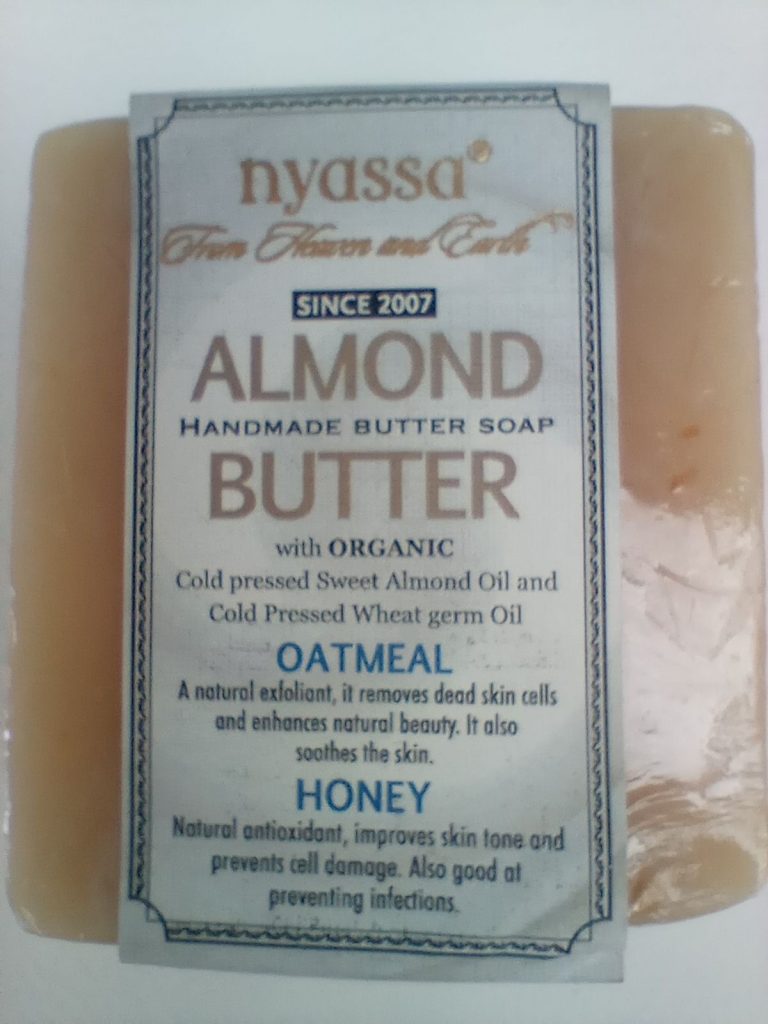 nyassa
From Heaven and Earth
SINCE 2007
ALMOND
HANDMADE BUTTER SOAP
BUTTER
with ORGANIC
Cold pressed Sweet Almond Oil and
Cold Pressed Wheat germ Oil
OATMEAL
A natural exfoliant, it removes dead skin cells
and enhances natural beauty. It also
soothes the skin.
HONEY
Natural antioxidant, improves skin tone and
prevents cell damage. Also good at
preventing infections.